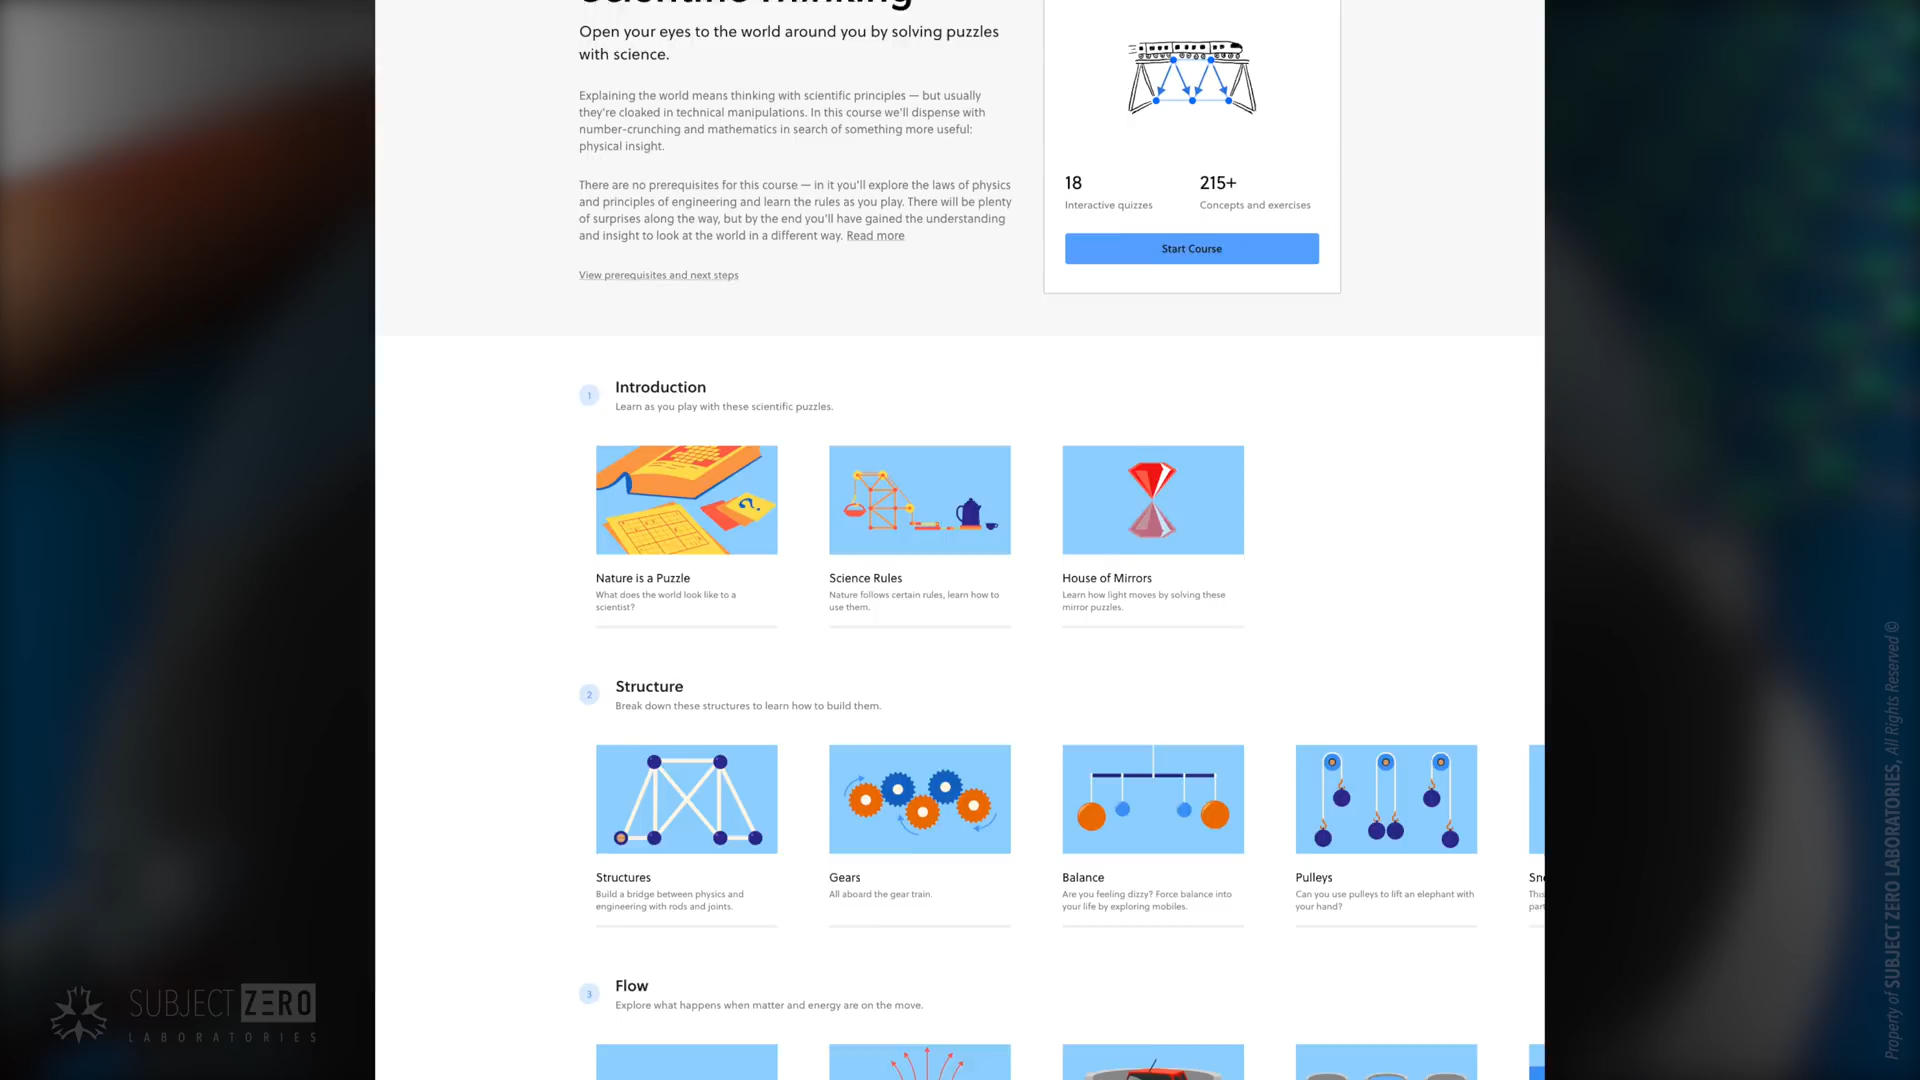 Scientific Thinking
Open your eyes to the world around you by solving puzzles
with science.
Explaining the world means thinking with scientific principles — but usually
they're cloaked in technical manipulations. In this course we'll dispense with
number-crunching and mathematics in search of something more useful:
physical insight.
There are no prerequisites for this course — in it you'll explore the laws of physics
and principles of engineering and learn the rules as you play. There will be plenty
of surprises along the way, but by the end you'll have gained the understanding
and insight to look at the world in a different way. Read more
View prerequisites and next steps
18
Interactive quizzes
215+
Concepts and exercises
Start Course
1
Introduction
Learn as you play with these scientific puzzles.
?
Nature is a Puzzle
What does the world look like to a
scientist?
Science Rules
Nature follows certain rules, learn how to
use them.
House of Mirrors
Learn how light moves by solving these
mirror puzzles.
2
Structure
Break down these structures to learn how to build them.
Structures
Build a bridge between physics and
engineering with rods and joints.
Gears
All aboard the gear train.
Balance
Are you feeling dizzy? Force balance into
your life by exploring mobiles.
Pulleys
Can you use pulleys to lift an elephant with
your hand?
3
Flow
Explore what happens when matter and energy are on the move.
SUBJECT ZERO
LABORATORIES
Property of SUBJECT ZERO LABORATORIES, All Rights Reserved ©